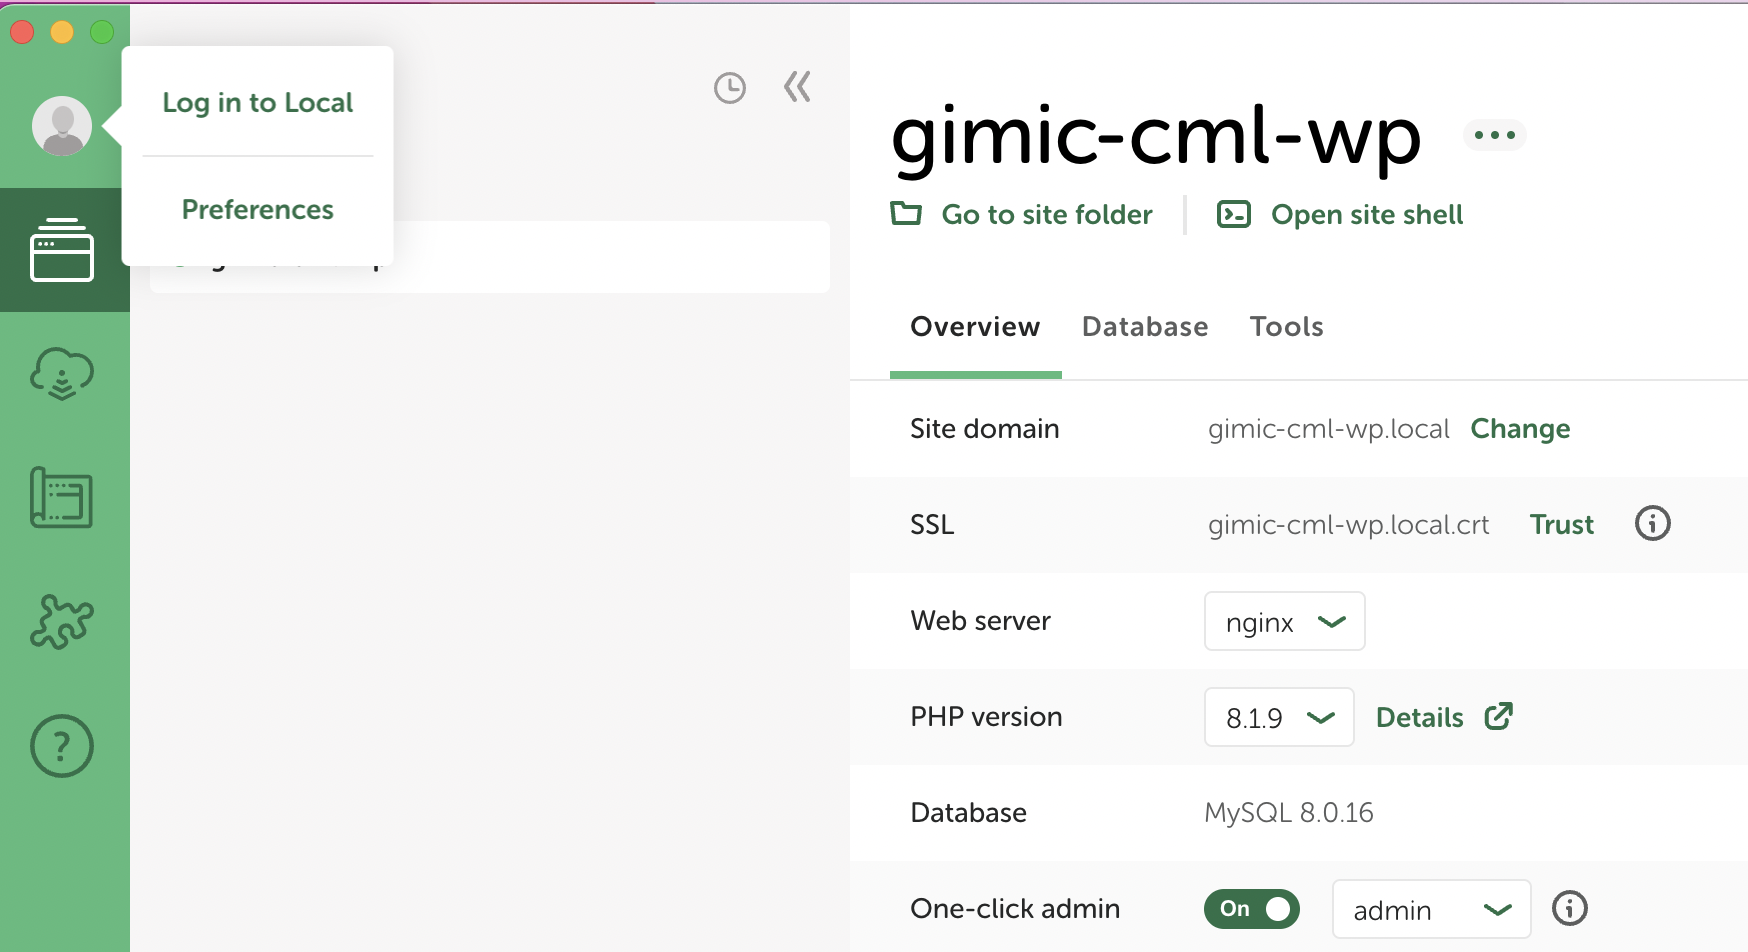 Log in to Local
Preferences
gimic-cml-wp
Go to site folder
Open site shell
Overview
Database
Tools
Site domain
gimic-cml-wp.local
Change
SSL
gimic-cml-wp.local.crt
Trust
Web server
nginx
PHP version
8.1.9
Details
Database
MySQL 8.0.16
One-click admin
On
admin